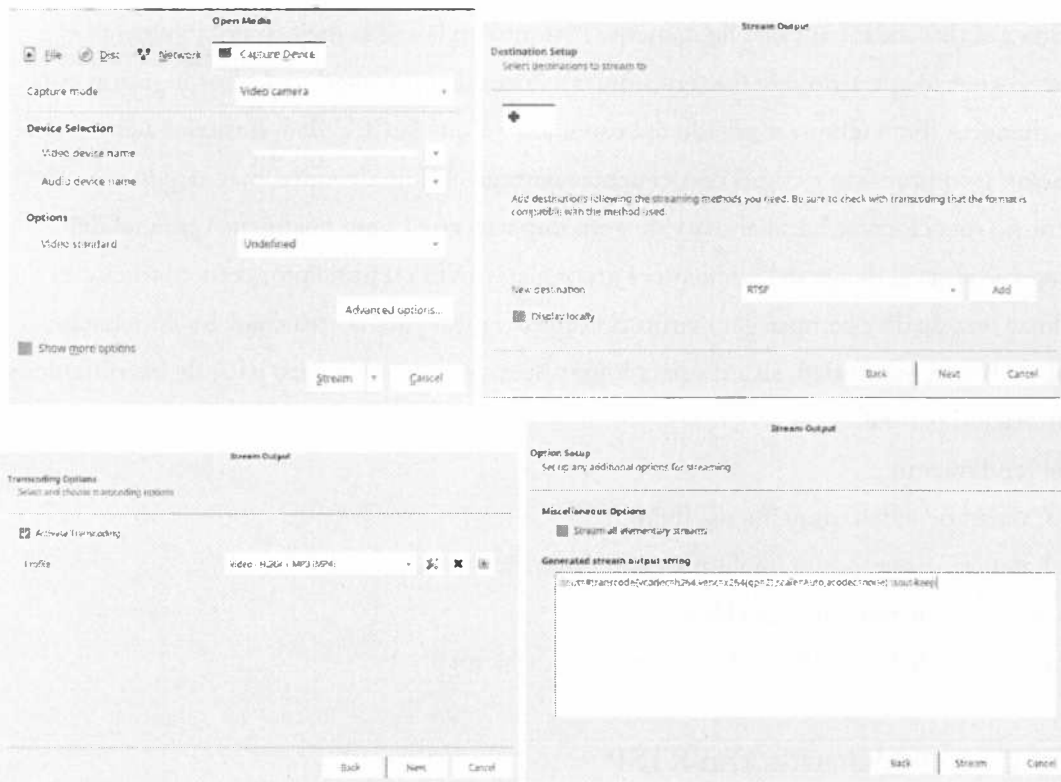 Open Media
File Disc Network Capture Device
Capture mode Video camera
Device Selection
Video device name
Audio device name
Options
Video standard Undefined
Advanced options...
Show more options
Stream Cancel
Stream Output
Destination Setup
Select destinations to stream to
Add destinations following the streaming methods you need. Be sure to check with transcoding that the format is
compatible with the method used.
New destination RTSP Add
Display locally
Back Next Cancel
Stream Output
Transcoding Options
Select and choose transcoding options
Activate Transcoding
Profile Video - H.264 + MP3 (MP4)
Back Next Cancel
Stream Output
Option Setup
Set up any additional options for streaming
Miscellaneous Options
Stream all elementary streams
Generated stream output string
Back Stream Cancel